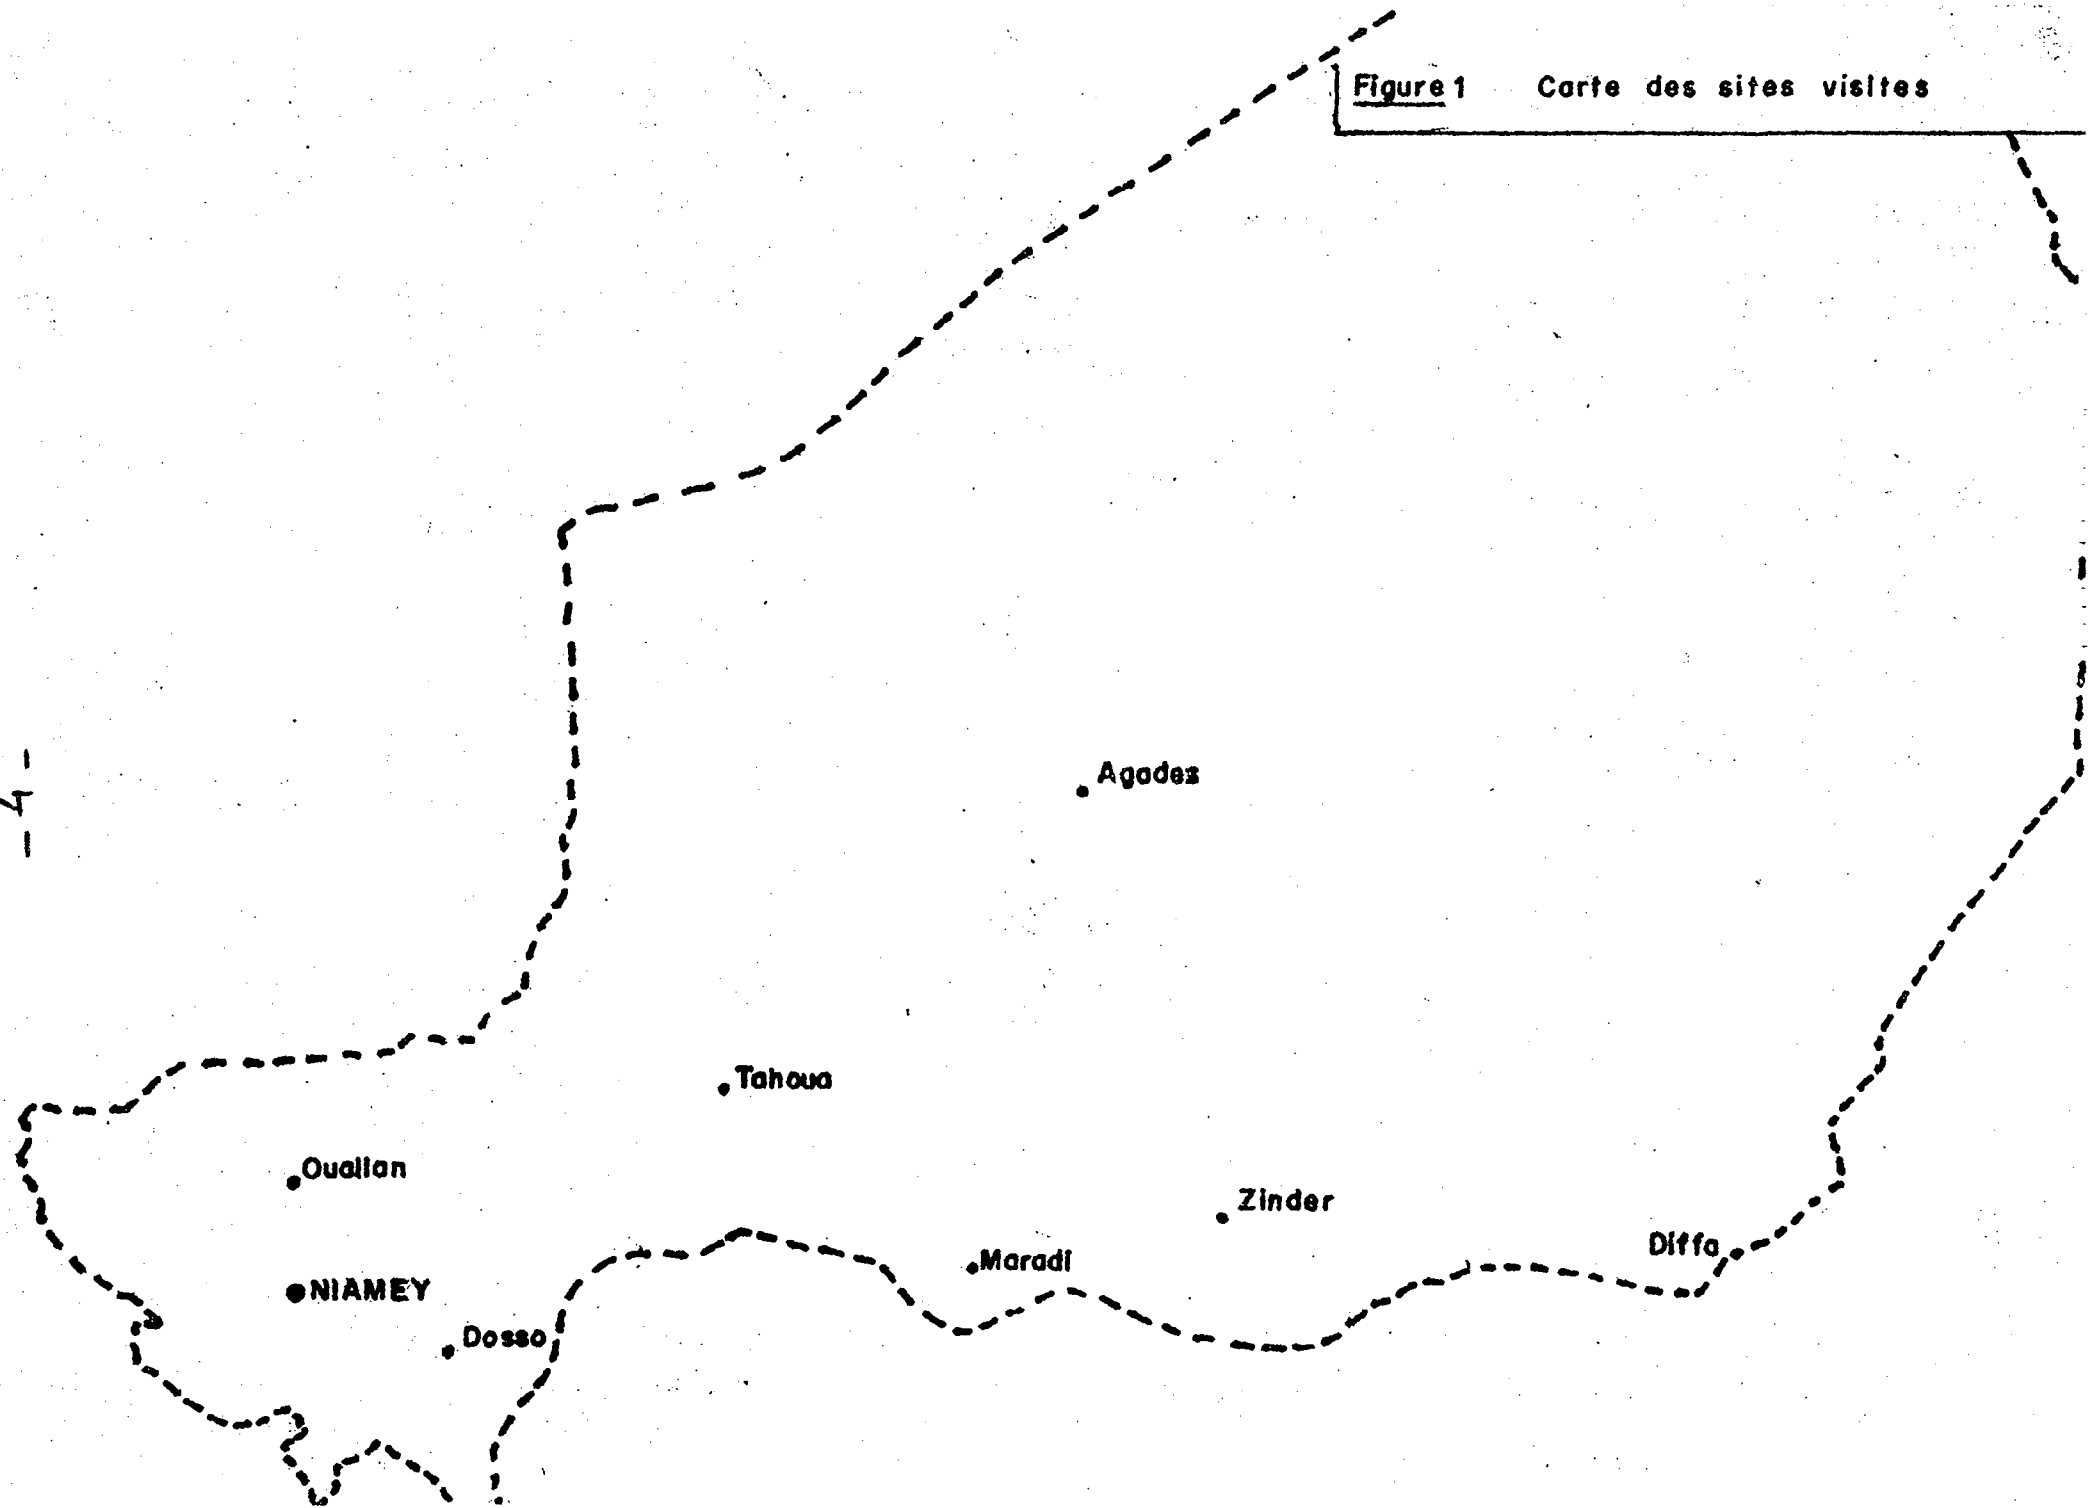 Figure 1 Carte des sites visites
Agadez
- 4 -
Tahoua
Ouallan
Zinder
Diffa
Maradi
NIAMEY
Dosso